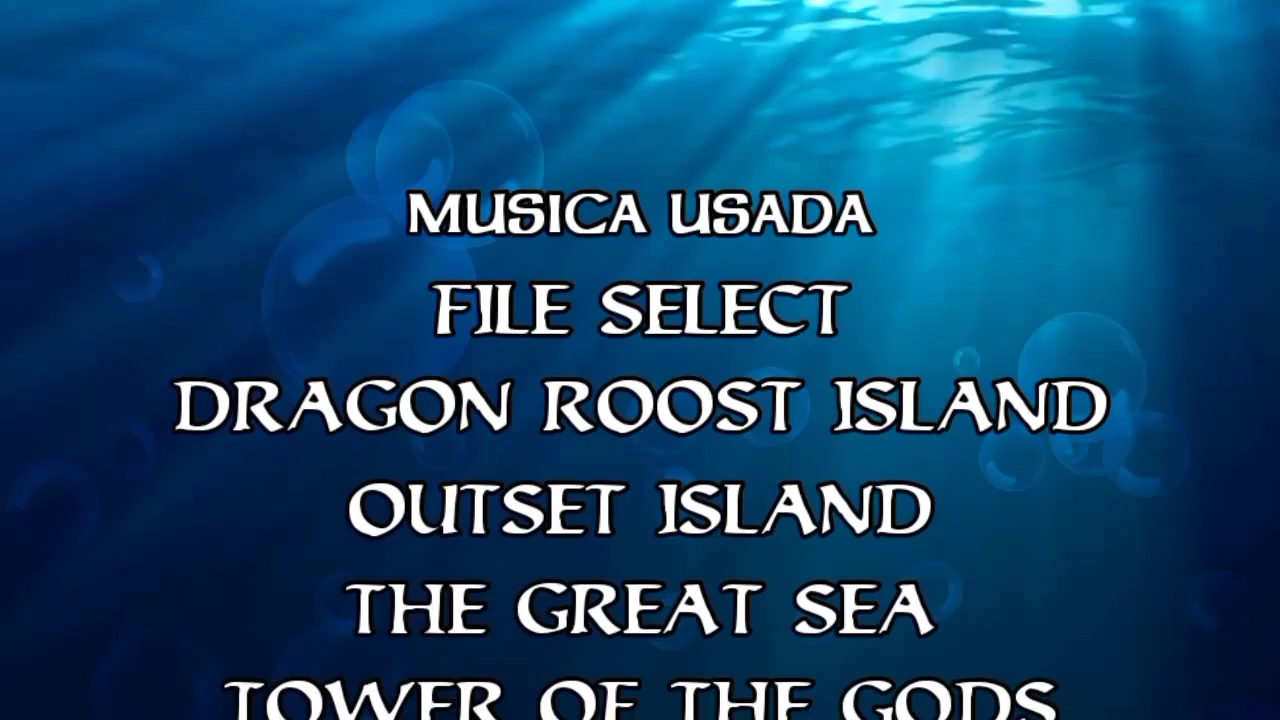 MUSICA USADA
FILE SELECT
DRAGON ROOST ISLAND
OUTSET ISLAND
THE GREAT SEA
TOWER OF THE GODS